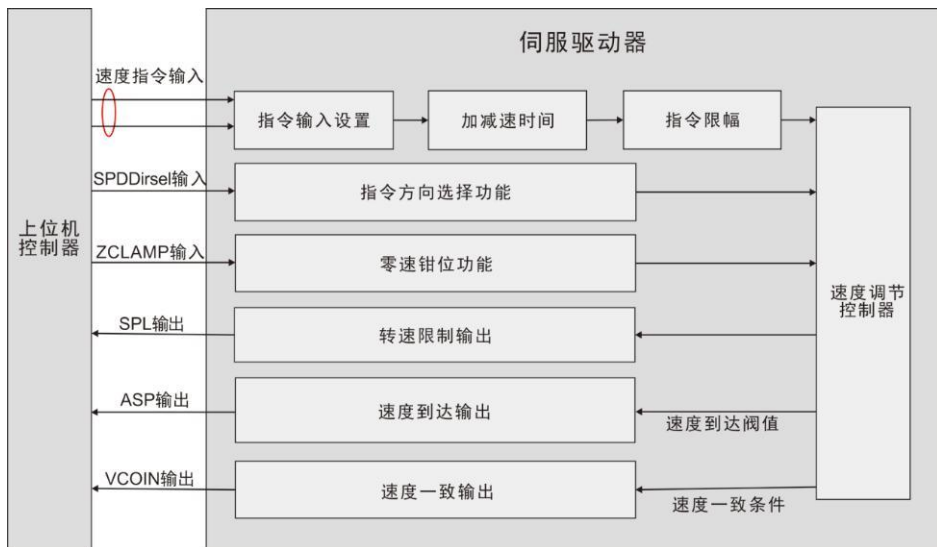 伺服驱动器
速度指令输入
指令输入设置
加减速时间
指令限幅
SPDDirsel输入
指令方向选择功能
上位机
控制器
ZCLAMP输入
零速钳位功能
速度调节
控制器
SPL输出
转速限制输出
ASP输出
速度到达输出
速度到达阀值
VCOIN输出
速度一致输出
速度一致条件